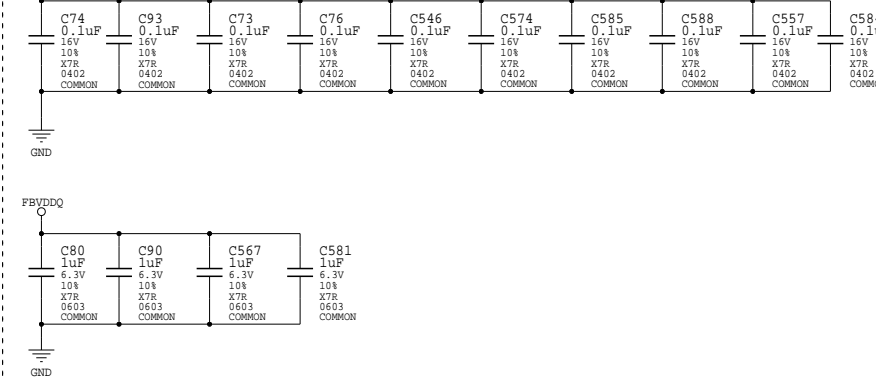 C74 C93 C73 C76 C546 C574 C585 C588 C557
0.1uF 0.1uF 0.1uF 0.1uF 0.1uF 0.1uF 0.1uF 0.1uF 0.1uF
16V 16V 16V 16V 16V 16V 16V 16V 16V 16V
10% 10% 10% 10% 10% 10% 10% 10% 10% 10%
X7R X7R X7R X7R X7R X7R X7R X7R X7R X7R
0402 0402 0402 0402 0402 0402 0402 0402 0402 0402
COMMON COMMON COMMON COMMON COMMON COMMON COMMON COMMON COMMON
GND
FBVDDQ
C80 C90 C567 C581
1uF 1uF 1uF 1uF
6.3V 6.3V 6.3V 6.3V
10% 10% 10% 10%
X7R X7R X7R X7R
0603 0603 0603 0603
COMMON COMMON COMMON COMMON
GND